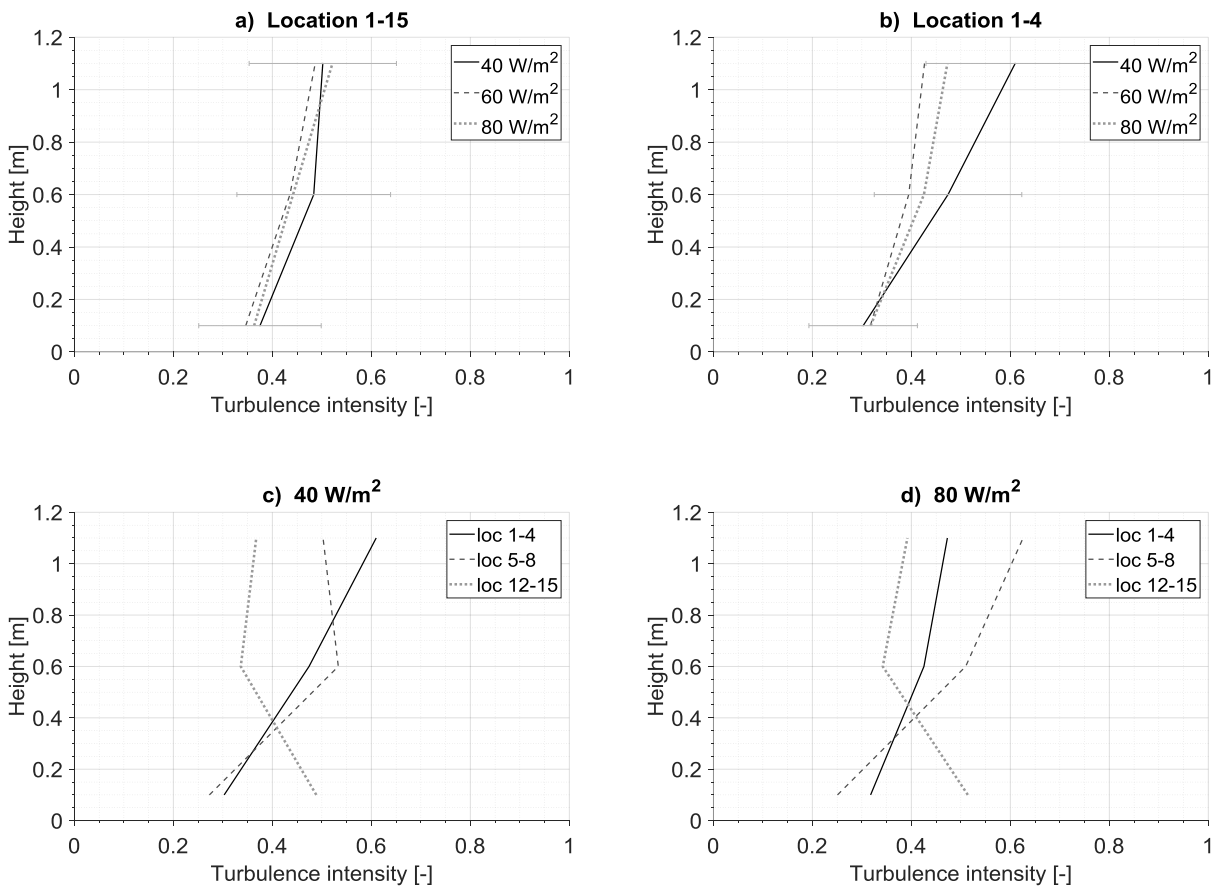 a) Location 1-15
1.2
1
0.8
0.6
0.4
0.2
0
Height [m]
40 W/m²
60 W/m²
80 W/m²
0 0.2 0.4 0.6 0.8 1
Turbulence intensity [-]
b) Location 1-4
1.2
1
0.8
0.6
0.4
0.2
0
Height [m]
40 W/m²
60 W/m²
80 W/m²
0 0.2 0.4 0.6 0.8 1
Turbulence intensity [-]
c) 40 W/m²
1.2
1
0.8
0.6
0.4
0.2
0
Height [m]
loc 1-4
loc 5-8
loc 12-15
0 0.2 0.4 0.6 0.8 1
Turbulence intensity [-]
d) 80 W/m²
1.2
1
0.8
0.6
0.4
0.2
0
Height [m]
loc 1-4
loc 5-8
loc 12-15
0 0.2 0.4 0.6 0.8 1
Turbulence intensity [-]